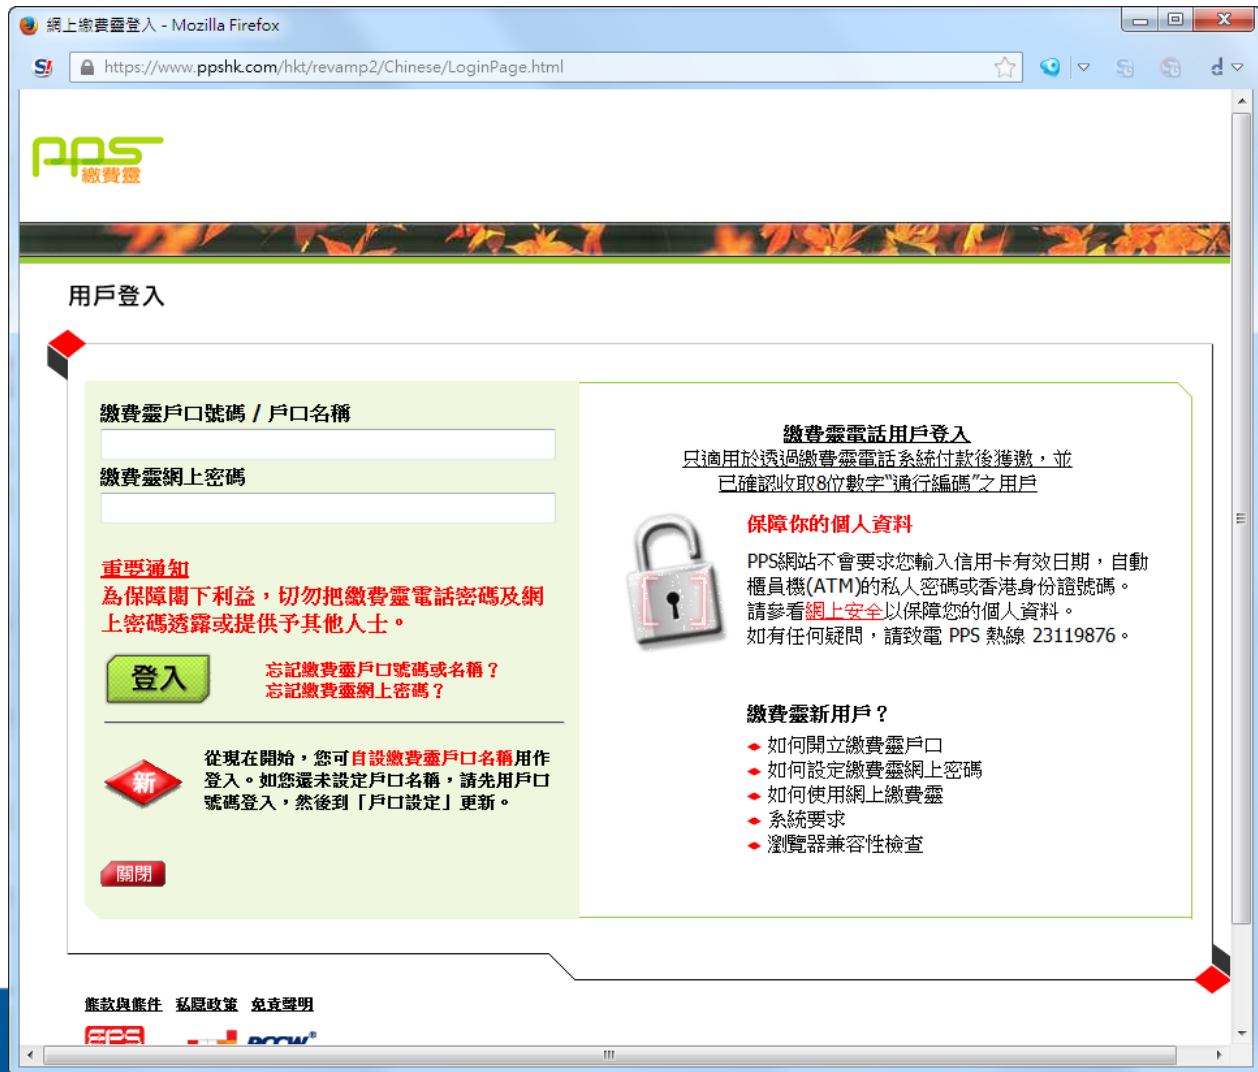 網上繳費靈登入 - Mozilla Firefox
https://www.ppshk.com/hkt/revamp2/Chinese/LoginPage.html
pps
繳費靈
用戶登入
繳費靈戶口號碼 / 戶口名稱
繳費靈網上密碼
重要通知
為保障閣下利益，切勿把繳費靈電話密碼及網
上密碼透露或提供予其他人士。
登入
忘記繳費靈戶口號碼或名稱？
忘記繳費靈網上密碼？
新
從現在開始，您可自設繳費靈戶口名稱用作
登入。如您還未設定戶口名稱，請先用戶口
號碼登入，然後到「戶口設定」更新。
關閉
繳費靈電話用戶登入
只適用於透過繳費靈電話系統付款後獲邀，並
已確認收取8位數字"通行編碼"之用戶
保障你的個人資料
PPS網站不會要求您輸入信用卡有效日期，自動
櫃員機(ATM)的私人密碼或香港身份證號碼。
請參看網上安全以保障您的個人資料。
如有任何疑問，請致電 PPS 熱線 23119876。
繳費靈新用戶？
如何開立繳費靈戶口
如何設定繳費靈網上密碼
如何使用網上繳費靈
系統要求
瀏覽器兼容性檢查
條款與條件 私隱政策 免責聲明
EPS
PCCW®